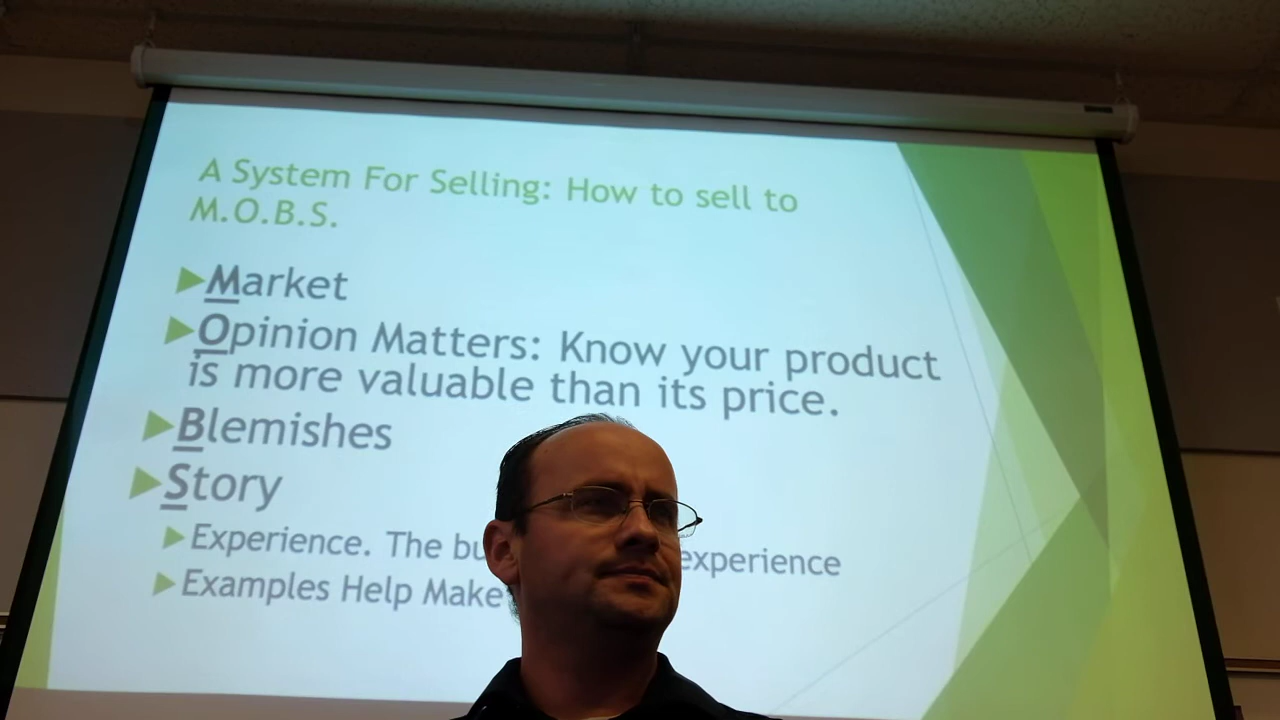 A System For Selling: How to sell to
M.O.B.S.
Market
Opinion Matters: Know your product
is more valuable than its price.
Blemishes
Story
Experience. The experience
Examples Help Make